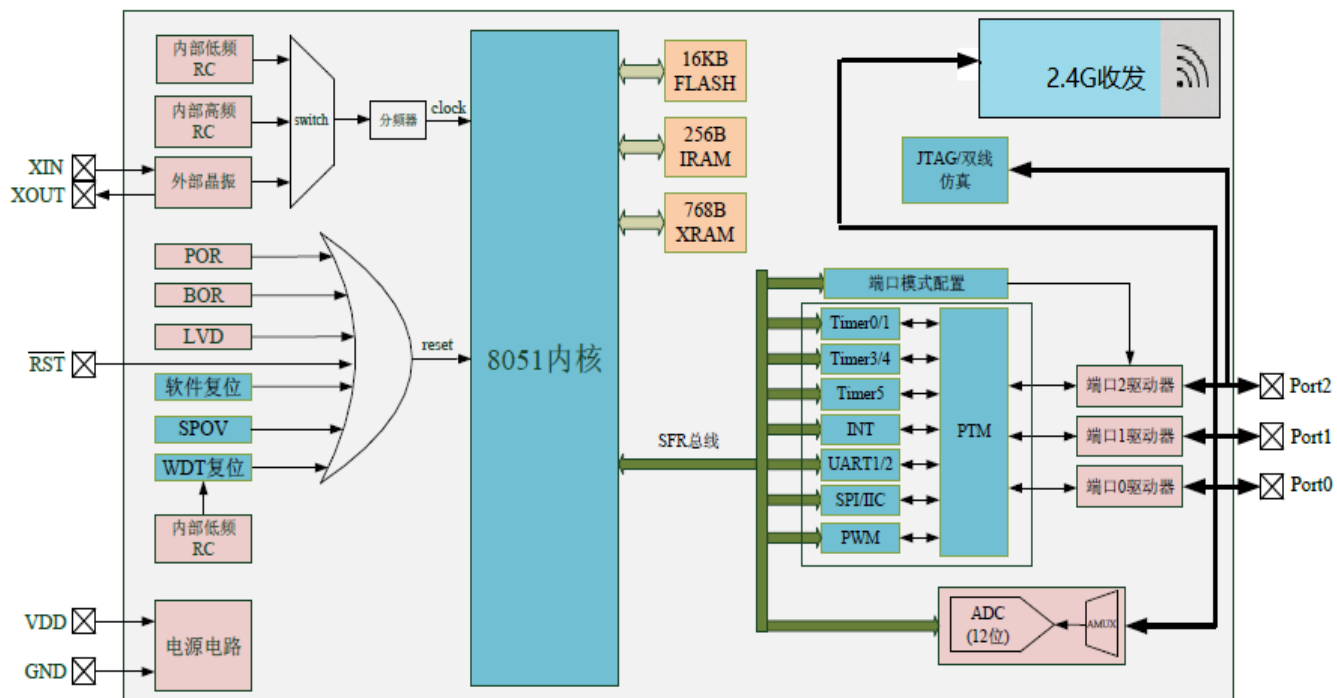 内部低频
RC
内部高频
RC
外部晶振
XIN
XOUT
switch
分频器
clock
POR
BOR
LVD
RST
软件复位
SPOV
WDT复位
内部低频
RC
reset
VDD
GND
电源电路
8051内核
16KB
FLASH
256B
IRAM
768B
XRAM
2.4G收发
JTAG/双线
仿真
SFR总线
端口模式配置
Timer0/1
Timer3/4
Timer5
INT
UART1/2
SPI/IIC
PWM
PTM
端口2驱动器
端口1驱动器
端口0驱动器
Port2
Port1
Port0
ADC
(12位)
AMUX